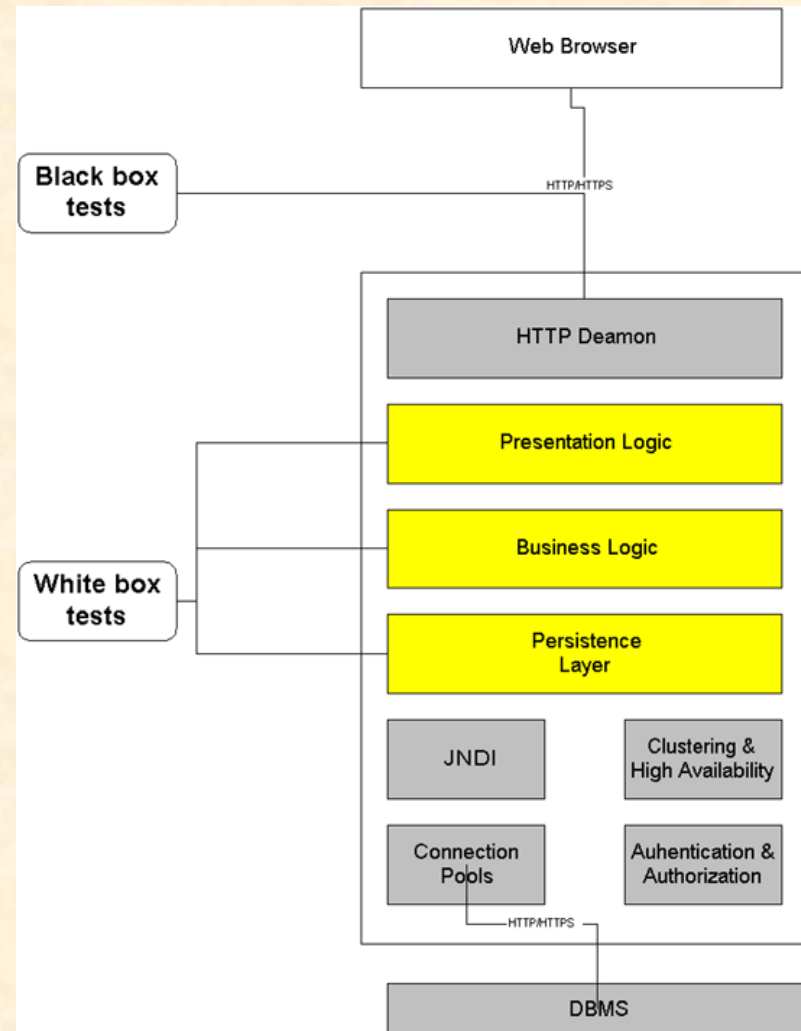 Web Browser
Black box
tests
HTTP/HTTPS
HTTP Deamon
Presentation Logic
Business Logic
White box
tests
Persistence
Layer
JNDI
Clustering &
High Availability
Connection
Pools
Auhentication &
Authorization
HTTP/HTTPS
DBMS